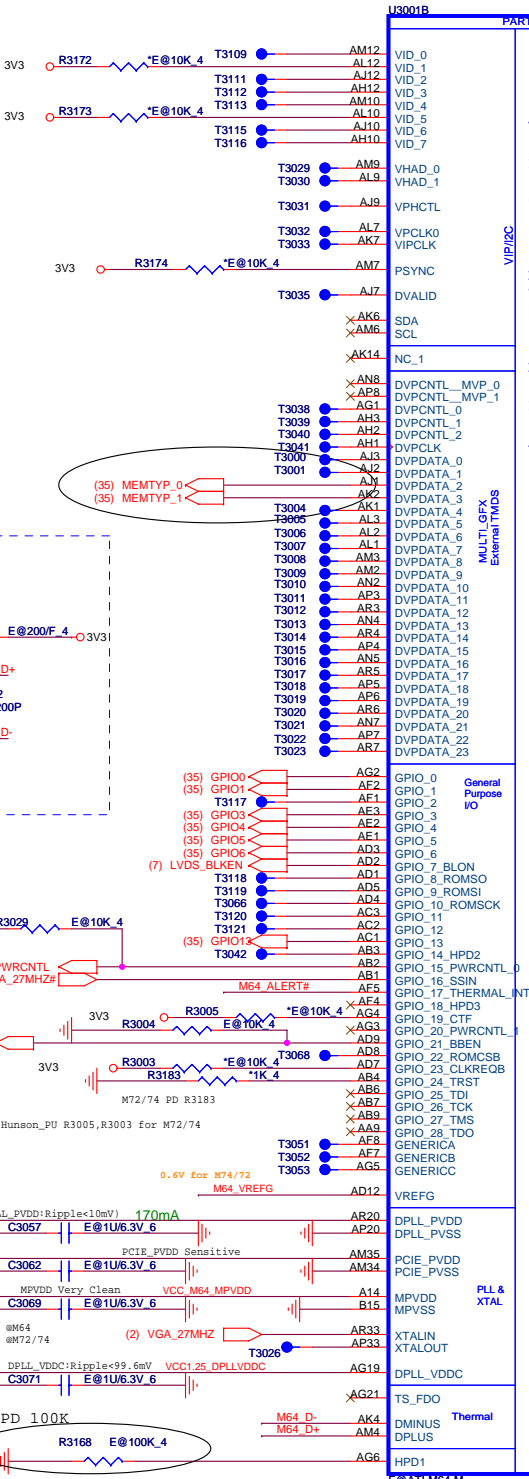 U3001B
PART
T3109 AM12 VID_0
3V3 R3172 *E@10K_4 AL12 VID_1
T3111 AJ12 VID_2
T3112 AH12 VID_3
T3113 AM10 VID_4
3V3 R3173 *E@10K_4 AL10 VID_5
T3115 AJ10 VID_6
T3116 AH10 VID_7
T3029 AM9 VHAD_0
T3030 AL9 VHAD_1
T3031 AJ9 VPHCTL
VIP/I2C
T3032 AL7 VPCLK0
T3033 AK7 VIPCLK
3V3 R3174 *E@10K_4 AM7 PSYNC
T3035 AJ7 DVALID
AK6 SDA
AM6 SCL
AK14 NC_1
AN8 DVPCNTL__MVP_0
AP8 DVPCNTL__MVP_1
T3038 AG1 DVPCNTL_0
T3039 AH3 DVPCNTL_1
T3040 AH2 DVPCNTL_2
T3041 AH1 DVPCLK
T3000 AJ3 DVPDATA_0
T3001 AJ2 DVPDATA_1
(35) MEMTYP_0 AJ1 DVPDATA_2
(35) MEMTYP_1 AK2 DVPDATA_3
T3004 AK1 DVPDATA_4
T3005 AL3 DVPDATA_5
T3006 AL2 DVPDATA_6
T3007 AL1 DVPDATA_7
T3008 AM3 DVPDATA_8
T3009 AM2 DVPDATA_9
T3010 AN2 DVPDATA_10
T3011 AP3 DVPDATA_11
T3012 AR3 DVPDATA_12
T3013 AN4 DVPDATA_13
T3014 AR4 DVPDATA_14
T3015 AP4 DVPDATA_15
T3016 AN5 DVPDATA_16
T3017 AR5 DVPDATA_17
T3018 AP5 DVPDATA_18
T3019 AP6 DVPDATA_19
T3020 AR6 DVPDATA_20
T3021 AN7 DVPDATA_21
T3022 AP7 DVPDATA_22
T3023 AR7 DVPDATA_23
MULTI_GFX
External TMDS
E@200/F_4 3V3
D+
D-
General
Purpose
I/O
(35) GPIO0 AG2 GPIO_0
(35) GPIO1 AF2 GPIO_1
T3117 AF1 GPIO_2
(35) GPIO3 AE3 GPIO_3
(35) GPIO4 AE2 GPIO_4
(35) GPIO5 AE1 GPIO_5
(35) GPIO6 AD3 GPIO_6
(7) LVDS_BLKEN AD2 GPIO_7_BLON
T3118 AD1 GPIO_8_ROMSO
T3119 AD5 GPIO_9_ROMSI
T3066 AD4 GPIO_10_ROMSCK
T3120 AC3 GPIO_11
R3029 E@10K_4
T3121 AC2 GPIO_12
(35) GPIO13 AC1 GPIO_13
T3042 AB3 GPIO_14_HPD2
PWRCNTL AB2 GPIO_15_PWRCNTL_0
A_27MHZ# AB1 GPIO_16_SSIN
M64_ALERT# AF5 GPIO_17_THERMAL_INT
AF4 GPIO_18_HPD3
3V3 R3005 *E@10K_4 AG4 GPIO_19_CTF
R3004 E@10K_4 AG3 GPIO_20_PWRCNTL_1
AD9 GPIO_21_BBEN
T3068 AD8 GPIO_22_ROMCSB
3V3 R3003 *E@10K_4 AD7 GPIO_23_CLKREQB
R3183 *1K_4 AB4 GPIO_24_TRST
AB6 GPIO_25_TDI
M72/74 PD R3183 AB7 GPIO_26_TCK
AB9 GPIO_27_TMS
Hunson_PU R3005,R3003 for M72/74
AA9 GPIO_28_TDO
T3051 AF8 GENERICA
T3052 AF7 GENERICB
T3053 AG5 GENERICC
0.6V for M74/72
M64_VREFG AD12 VREFG
LL_PVDD:Ripple<10mV) 170mA AR20 DPLL_PVDD
C3057 E@1U/6.3V_6 AP20 DPLL_PVSS
PCIE_PVDD Sensitive AM35 PCIE_PVDD
C3062 E@1U/6.3V_6 AM34 PCIE_PVSS
MPVDD Very Clean VCC_M64_MPVDD A14 MPVDD
C3069 E@1U/6.3V_6 B15 MPVSS
PLL &
XTAL
@M64
@M72/74
(2) VGA_27MHZ AR33 XTALIN
T3026 AP33 XTALOUT
DPLL_VDDC:Ripple<99.6mV VCC1.25_DPLLVDDC AG19 DPLL_VDDC
C3071 E@1U/6.3V_6
AG21 TS_FDO
PD 100K
M64_D- AK4 DMINUS
M64_D+ AM4 DPLUS
Thermal
R3168 E@100K_4 AG6 HPD1